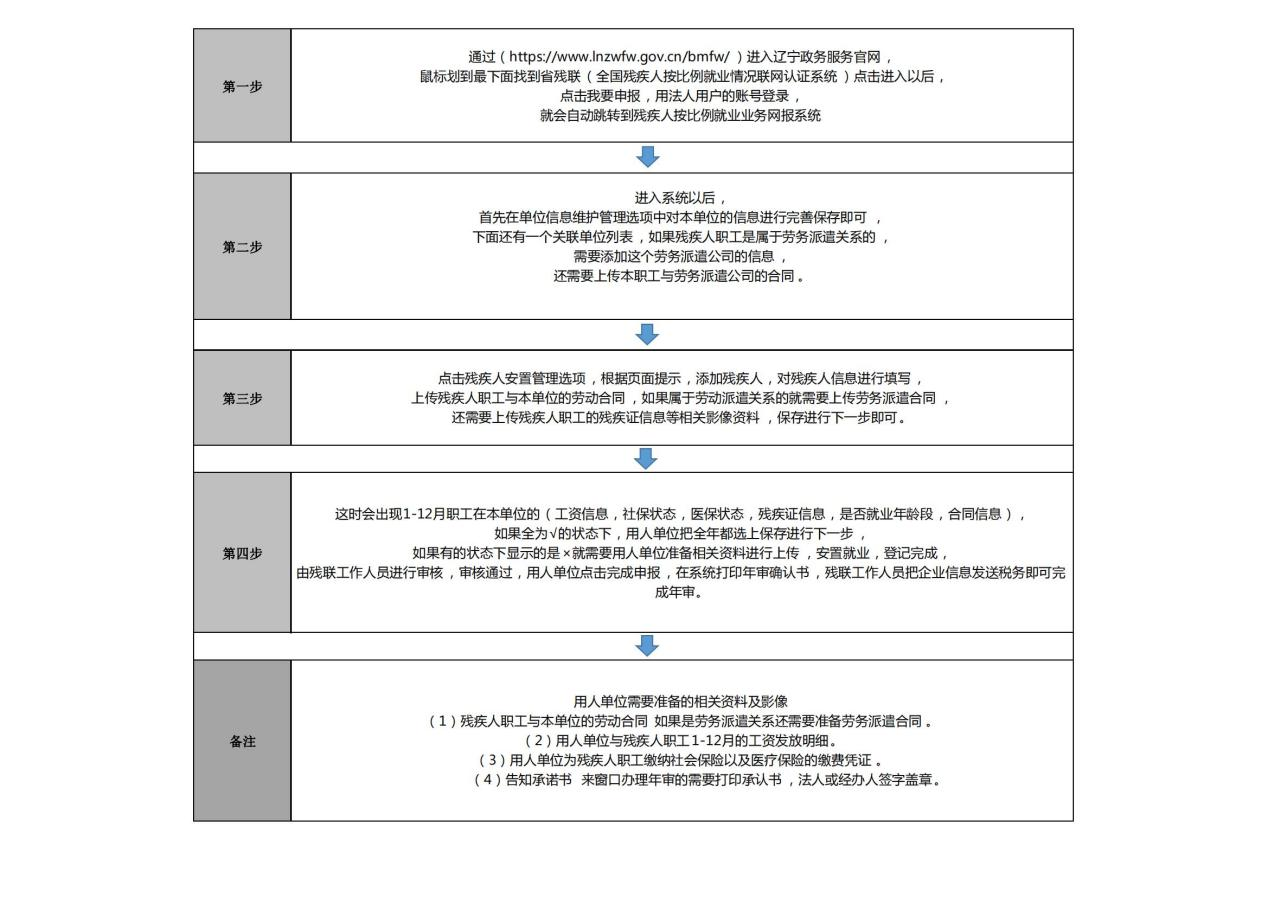 第一步
通过（https://www.lnzwfw.gov.cn/bmfw/ ）进入辽宁政务服务官网，
鼠标划到最下面找到省残联（ 全国残疾人按比例就业情况联网认证系统 ）点击进入以后，
点击我要申报，用法人用户的账号登录，
就会自动跳转到残疾人按比例就业业务网报系统
第二步
进入系统以后，
首先在单位信息维护管理选项中对本单位的信息进行完善保存即可 ，
下面还有一个关联单位列表，如果残疾人职工是属于劳务派遣关系的 ，
需要添加这个劳务派遣公司的信息 ，
还需要上传本职工与劳务派遣公司的合同 。
第三步
点击残疾人安置管理选项，根据页面提示，添加残疾人，对残疾人信息进行填写，
上传残疾人职工与本单位的劳动合同 ，如果属于劳动派遣关系的就需要上传劳务派遣合同 ，
还需要上传残疾人职工的残疾证信息等相关影像资料 ，保存进行下一步即可。
第四步
这时会出现1-12月职工在本单位的（ 工资信息，社保状态，医保状态，残疾证信息，是否就业年龄段，合同信息），
如果全为√的状态下，用人单位把全年都选上保存进行下一步 ，
如果有的状态下显示的是×就需要用人单位准备相关资料进行上传 ，安置就业，登记完成，
由残联工作人员进行审核 ，审核通过，用人单位点击完成申报，在系统打印年审确认书，残联工作人员把企业信息发送税务即可完
成年审。
备注
用人单位需要准备的相关资料及影像
（1）残疾人职工与本单位的劳动合同 如果是劳务派遣关系还需要准备劳务派遣合同 。
（2）用人单位与残疾人职工1-12月的工资发放明细。
（3）用人单位为残疾人职工缴纳社会保险以及医疗保险的缴费凭证 。
（4）告知承诺书 来窗口办理年审的需要打印承认书 ，法人或经办人签字盖章。